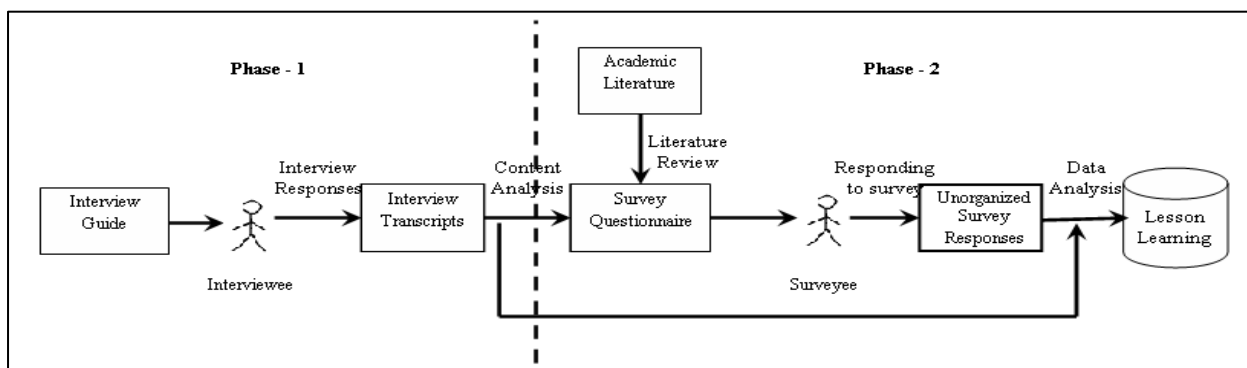 Phase - 1
Phase - 2
Academic
Literature
Literature
Review
Interview
Guide
Interview
Responses
Interviewee
Interview
Transcripts
Content
Analysis
Survey
Questionnaire
Responding
to survey
Surveyee
Unorganized
Survey
Responses
Data
Analysis
Lesson
Learning